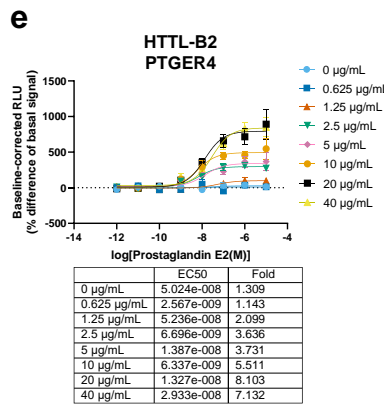 e
HTTL-B2
PTGER4
Baseline-corrected RLU
(% difference of basal signal)
1500
1000
500
0
-500
-14
-12
-10
-8
-6
-4
log[Prostaglandin E2(M)]
0 µg/mL
0.625 µg/mL
1.25 µg/mL
2.5 µg/mL
5 µg/mL
10 µg/mL
20 µg/mL
40 µg/mL
EC50 Fold
0 µg/mL 5.024e-008 1.309
0.625 µg/mL 2.567e-009 1.143
1.25 µg/mL 5.236e-008 2.099
2.5 µg/mL 6.696e-009 3.636
5 µg/mL 1.387e-008 3.731
10 µg/mL 6.337e-009 5.511
20 µg/mL 1.327e-008 8.103
40 µg/mL 2.933e-008 7.132